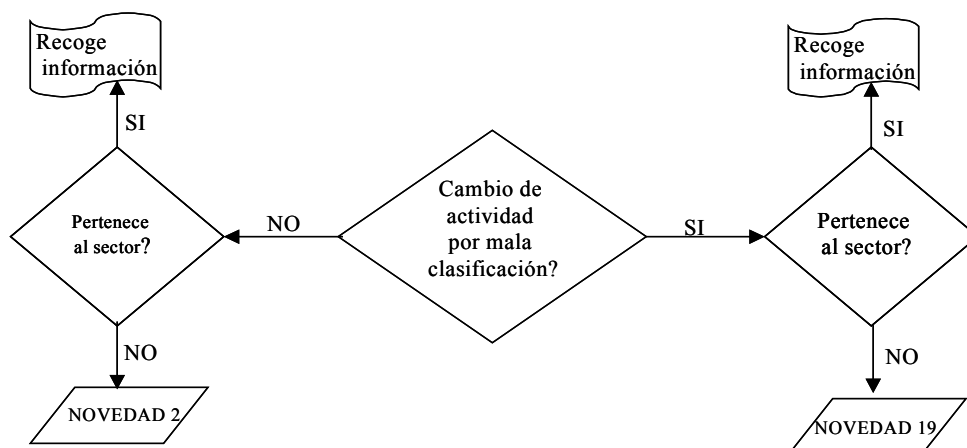 Recoge
información
SI
Pertenece
al sector?
NO
NOVEDAD 2
NO
Cambio de
actividad
por mala
clasificación?
SI
Recoge
información
SI
Pertenece
al sector?
NO
NOVEDAD 19